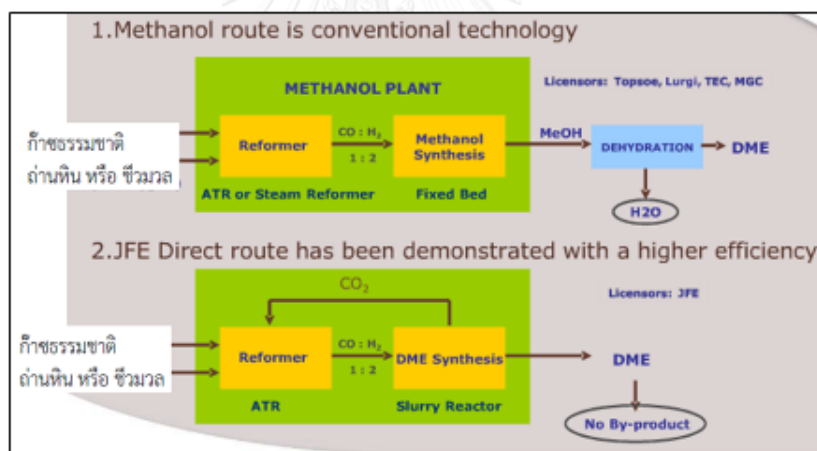 1.Methanol route is conventional technology
METHANOL PLANT
Licensors: Topsoe, Lurgi, TEC, MGC
ก๊าซธรรมชาติ
ถ่านหิน หรือ ชีวมวล
Reformer
CO : H₂
1 : 2
Methanol
Synthesis
MeOH
DEHYDRATION
DME
ATR or Steam Reformer
Fixed Bed
H2O
2.JFE Direct route has been demonstrated with a higher efficiency
CO₂
Licensors: JFE
ก๊าซธรรมชาติ
ถ่านหิน หรือ ชีวมวล
Reformer
CO : H₂
1 : 2
DME Synthesis
DME
ATR
Slurry Reactor
No By-product